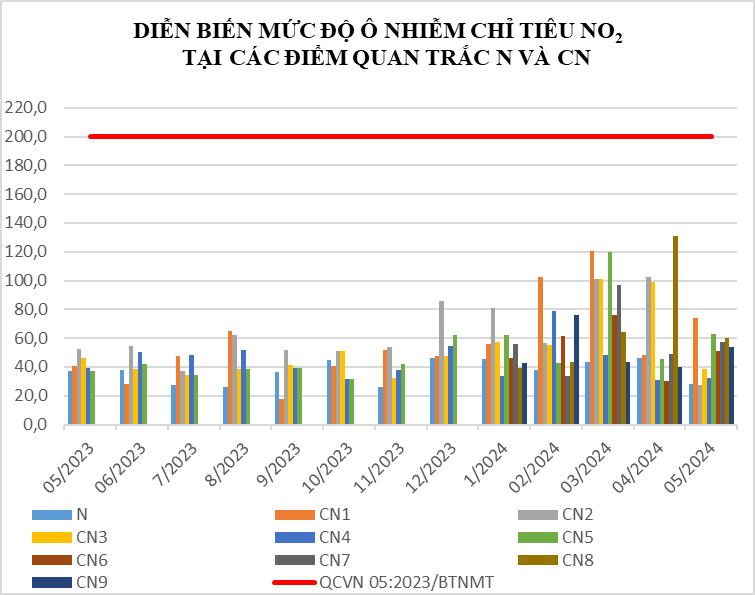 DIỄN BIẾN MỨC ĐỘ Ô NHIỄM CHỈ TIÊU NO₂
TẠI CÁC ĐIỂM QUAN TRẮC N VÀ CN
220,0
200,0
180,0
160,0
140,0
120,0
100,0
80,0
60,0
40,0
20,0
0,0
05/2023 06/2023 7/2023 8/2023 9/2023 10/2023 11/2023 12/2023 1/2024 02/2024 03/2024 04/2024 05/2024
N CN1 CN2
CN3 CN4 CN5
CN6 CN7 CN8
CN9 QCVN 05:2023/BTNMT